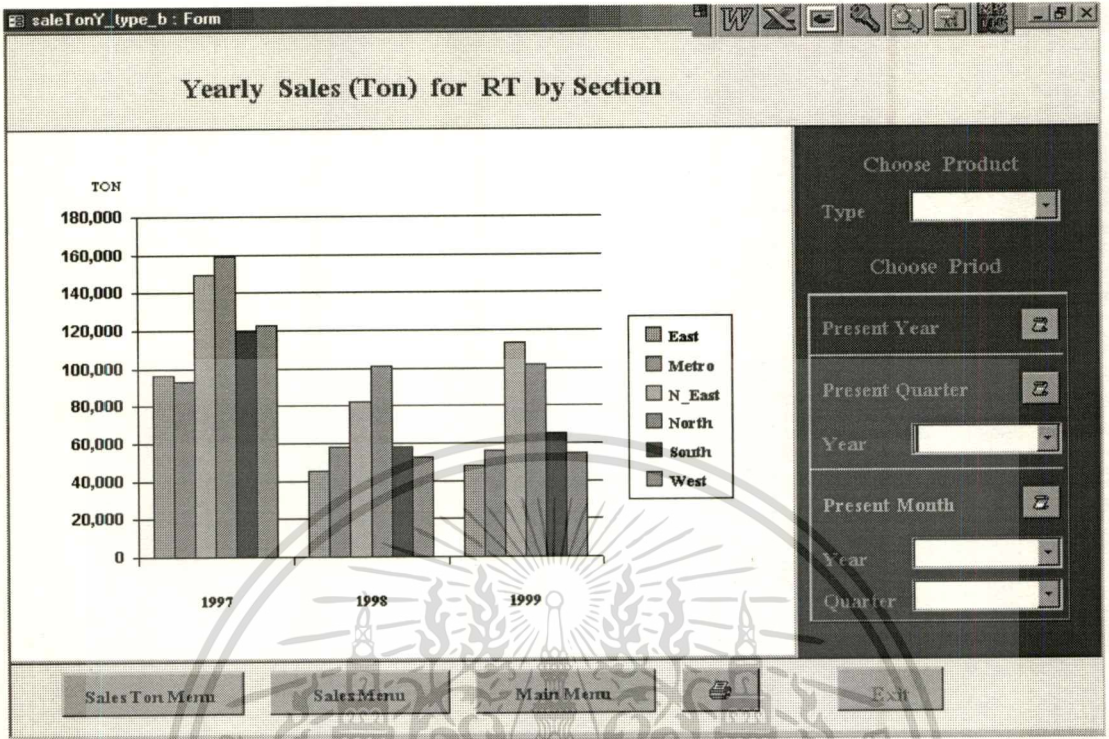 saleTonY_type_b : Form
Yearly Sales (Ton) for RT by Section
TON
180,000
160,000
140,000
120,000
100,000
80,000
60,000
40,000
20,000
0
1997 1998 1999
East
Metro
N_East
North
South
West
Choose Product
Type
Choose Priod
Present Year
Present Quarter
Year
Present Month
Year
Quarter
Sales Ton Menu Sales Menu Main Menu Exit